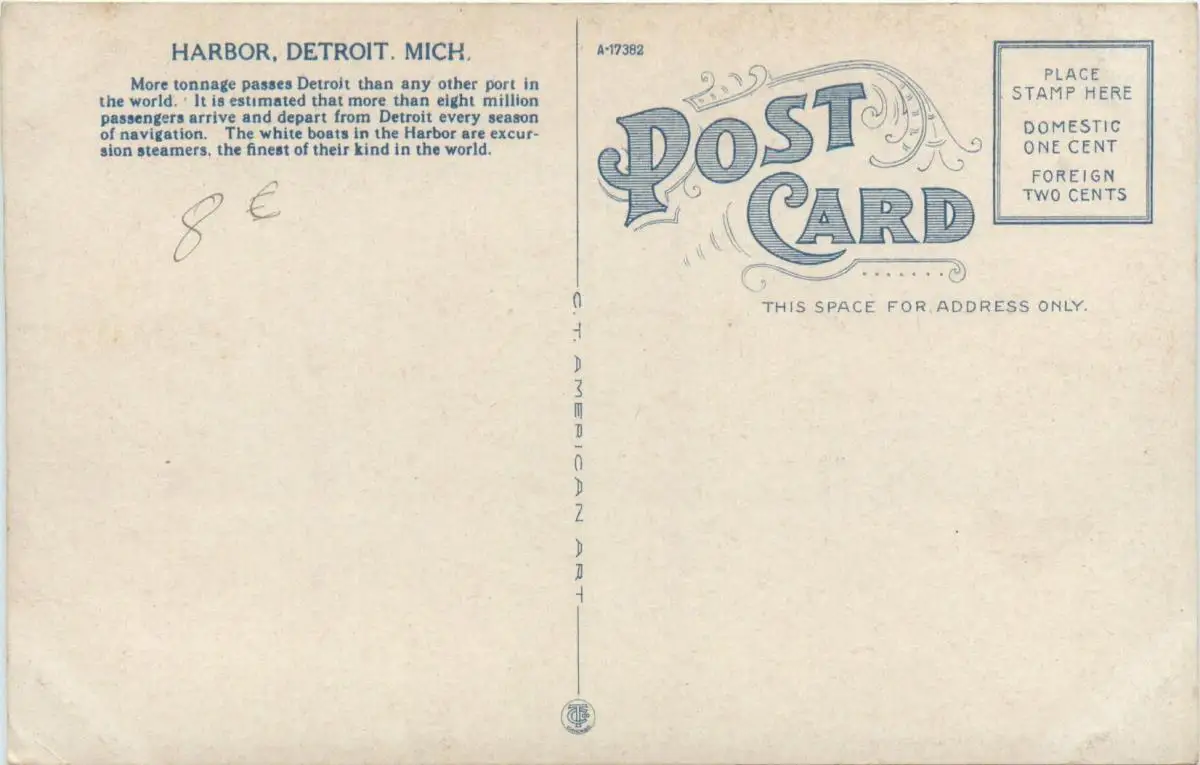 HARBOR, DETROIT. MICH.
More tonnage passes Detroit than any other port in
the world. It is estimated that more than eight million
passengers arrive and depart from Detroit every season
of navigation. The white boats in the Harbor are excur-
sion steamers, the finest of their kind in the world.
8 €
C. T. AMERICAN ART
A-17382
POST
CARD
THIS SPACE FOR ADDRESS ONLY.
PLACE
STAMP HERE
DOMESTIC
ONE CENT
FOREIGN
TWO CENTS